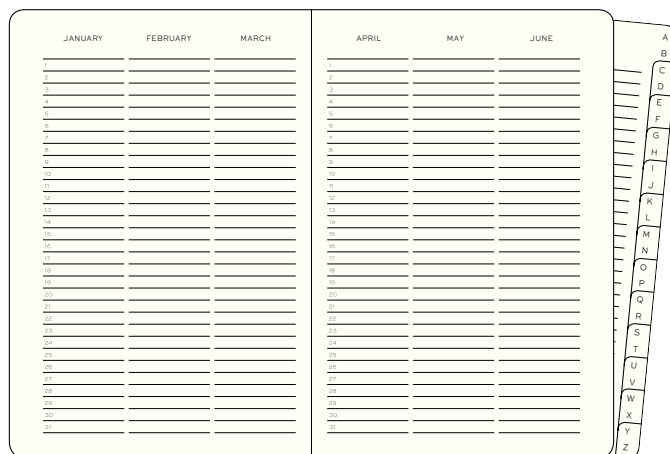 JANUARY FEBRUARY MARCH APRIL MAY JUNE
1 1
2 2
3 3
4 4
5 5
6 6
7 7
8 8
9 9
10 10
11 11
12 12
13 13
14 14
15 15
16 16
17 17
18 18
19 19
20 20
21 21
22 22
23 23
24 24
25 25
26 26
27 27
28 28
29 29
30 30
31 31
A
B
C
D
E
F
G
H
I
J
K
L
M
N
O
P
Q
R
S
T
U
V
W
X
Y
Z